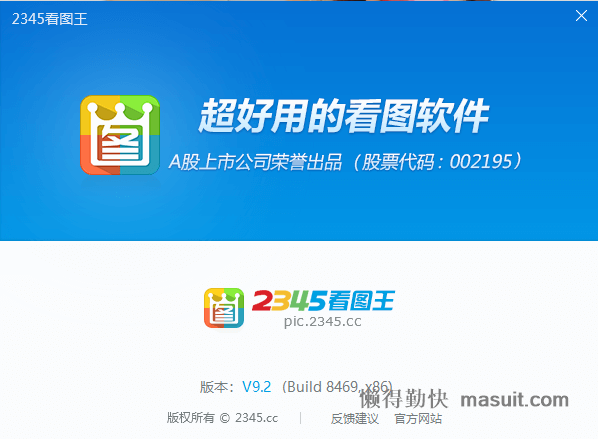 2345看图王
图
超好用的看图软件
A股上市公司荣誉出品（股票代码：002195）
图 2345看图王
pic.2345.cc
版本：V9.2 （Build 8469, x86）
懒得勤快 masuit.com
版权所有 © 2345.cc | 反馈建议 官方网站